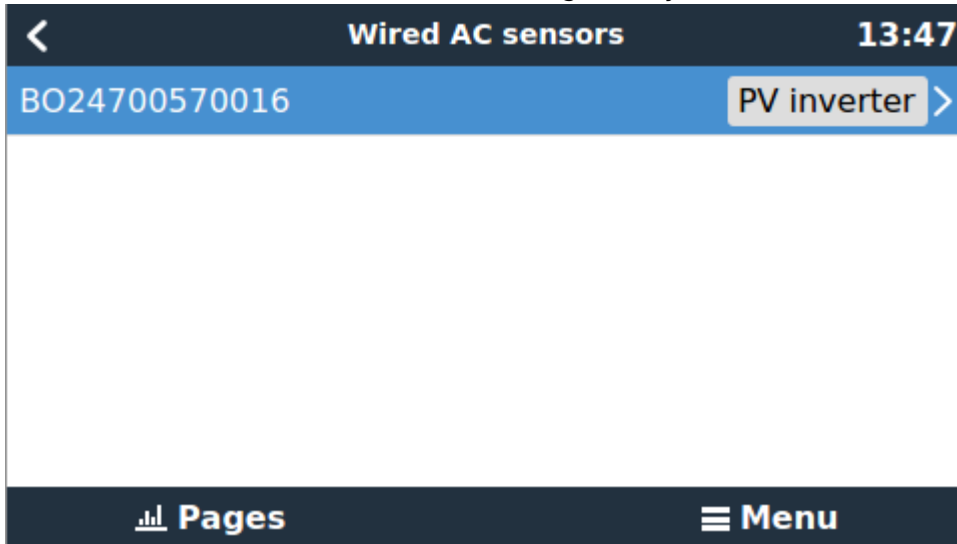 Wired AC sensors 13:47
BO24700570016 PV inverter
Pages Menu